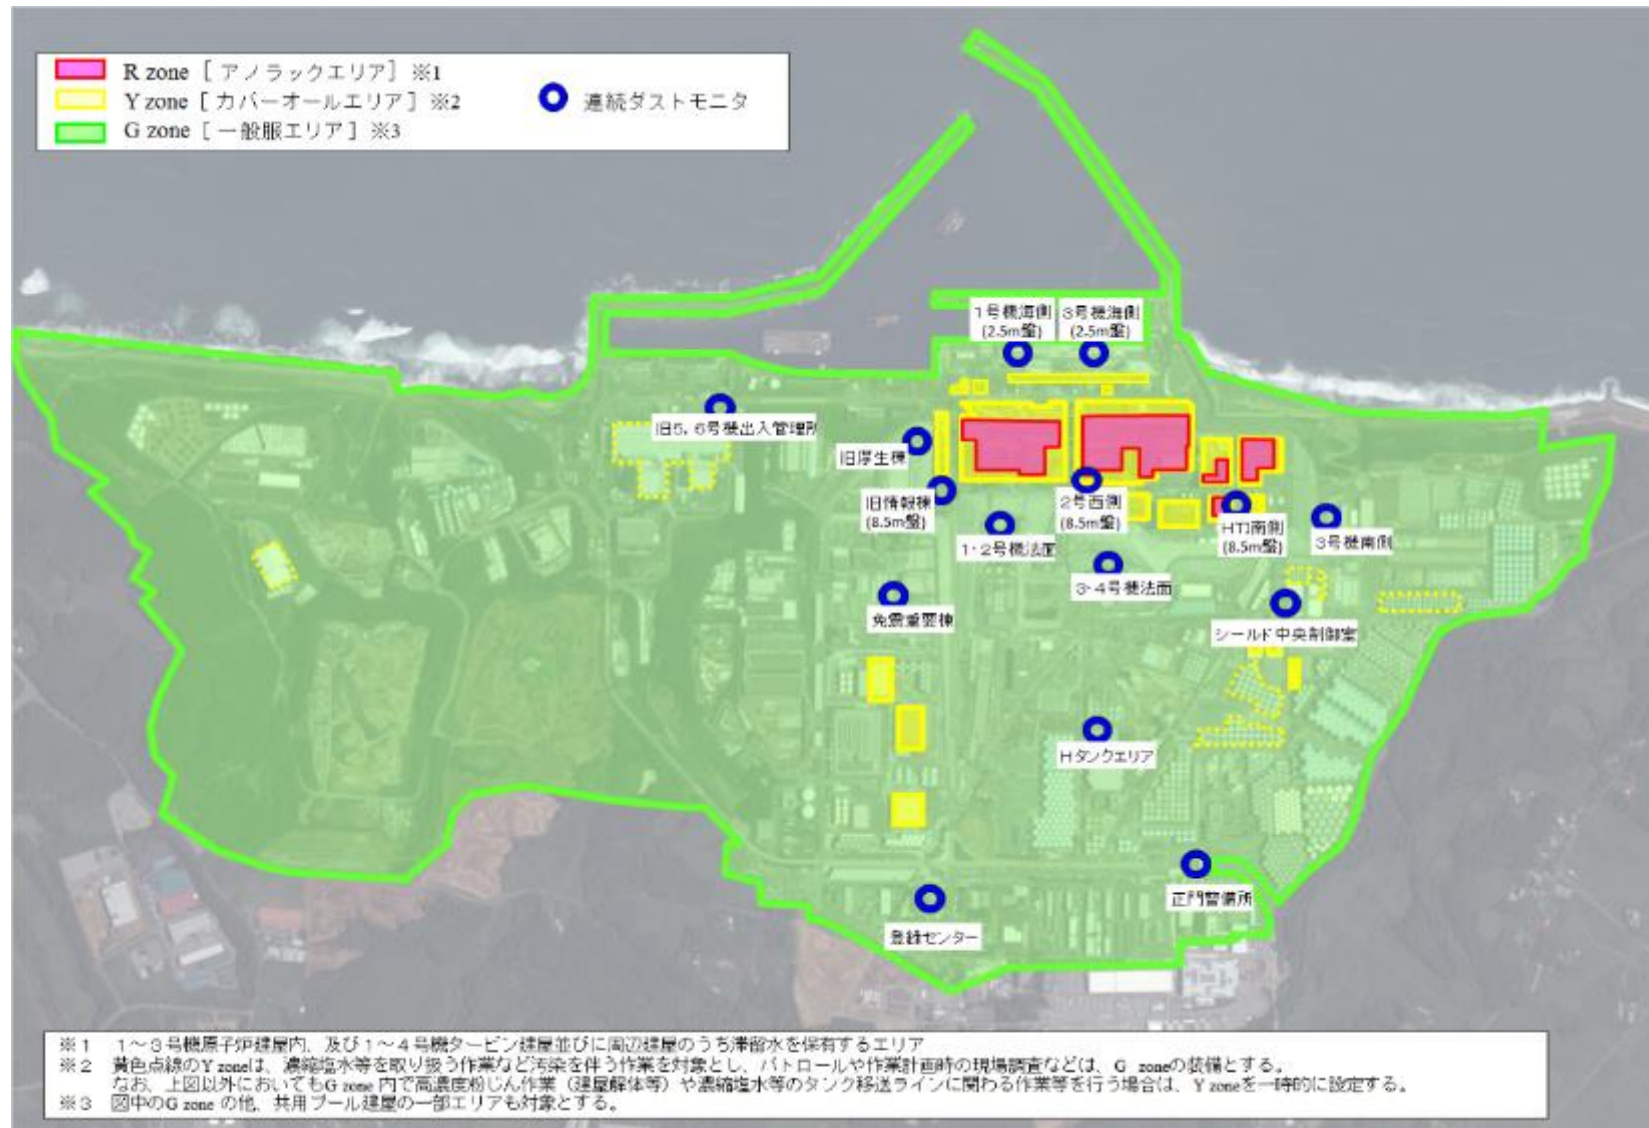 R zone [ アノラックエリア] ※1
Y zone [ カバーオールエリア] ※2
G zone [ 一般服エリア] ※3
連続ダストモニタ
1号機海側
(2.5m盤)
3号機海側
(2.5m盤)
旧5，6号機出入管理所
旧厚生棟
旧情報棟
(8.5m盤)
2号西側
(8.5m盤)
HTI南側
(8.5m盤)
3号機南側
1・2号機法面
3・4号機法面
免震重要棟
シールド中央制御室
Hタンクエリア
正門警備所
登録センター
※1 1～3号機原子炉建屋内、及び1～4号機タービン建屋並びに周辺建屋のうち滞留水を保有するエリア
※2 黄色点線のY zoneは、濃縮塩水等を取り扱う作業など汚染を伴う作業を対象とし、パトロールや作業計画時の現場調査などは、G zoneの装備とする。
なお、上図以外においてもG zone 内で高濃度粉じん作業（建屋解体等）や濃縮塩水等のタンク移送ラインに関わる作業等を行う場合は、Y zoneを一時的に設定する。
※3 図中のG zone の他、共用プール建屋の一部エリアも対象とする。